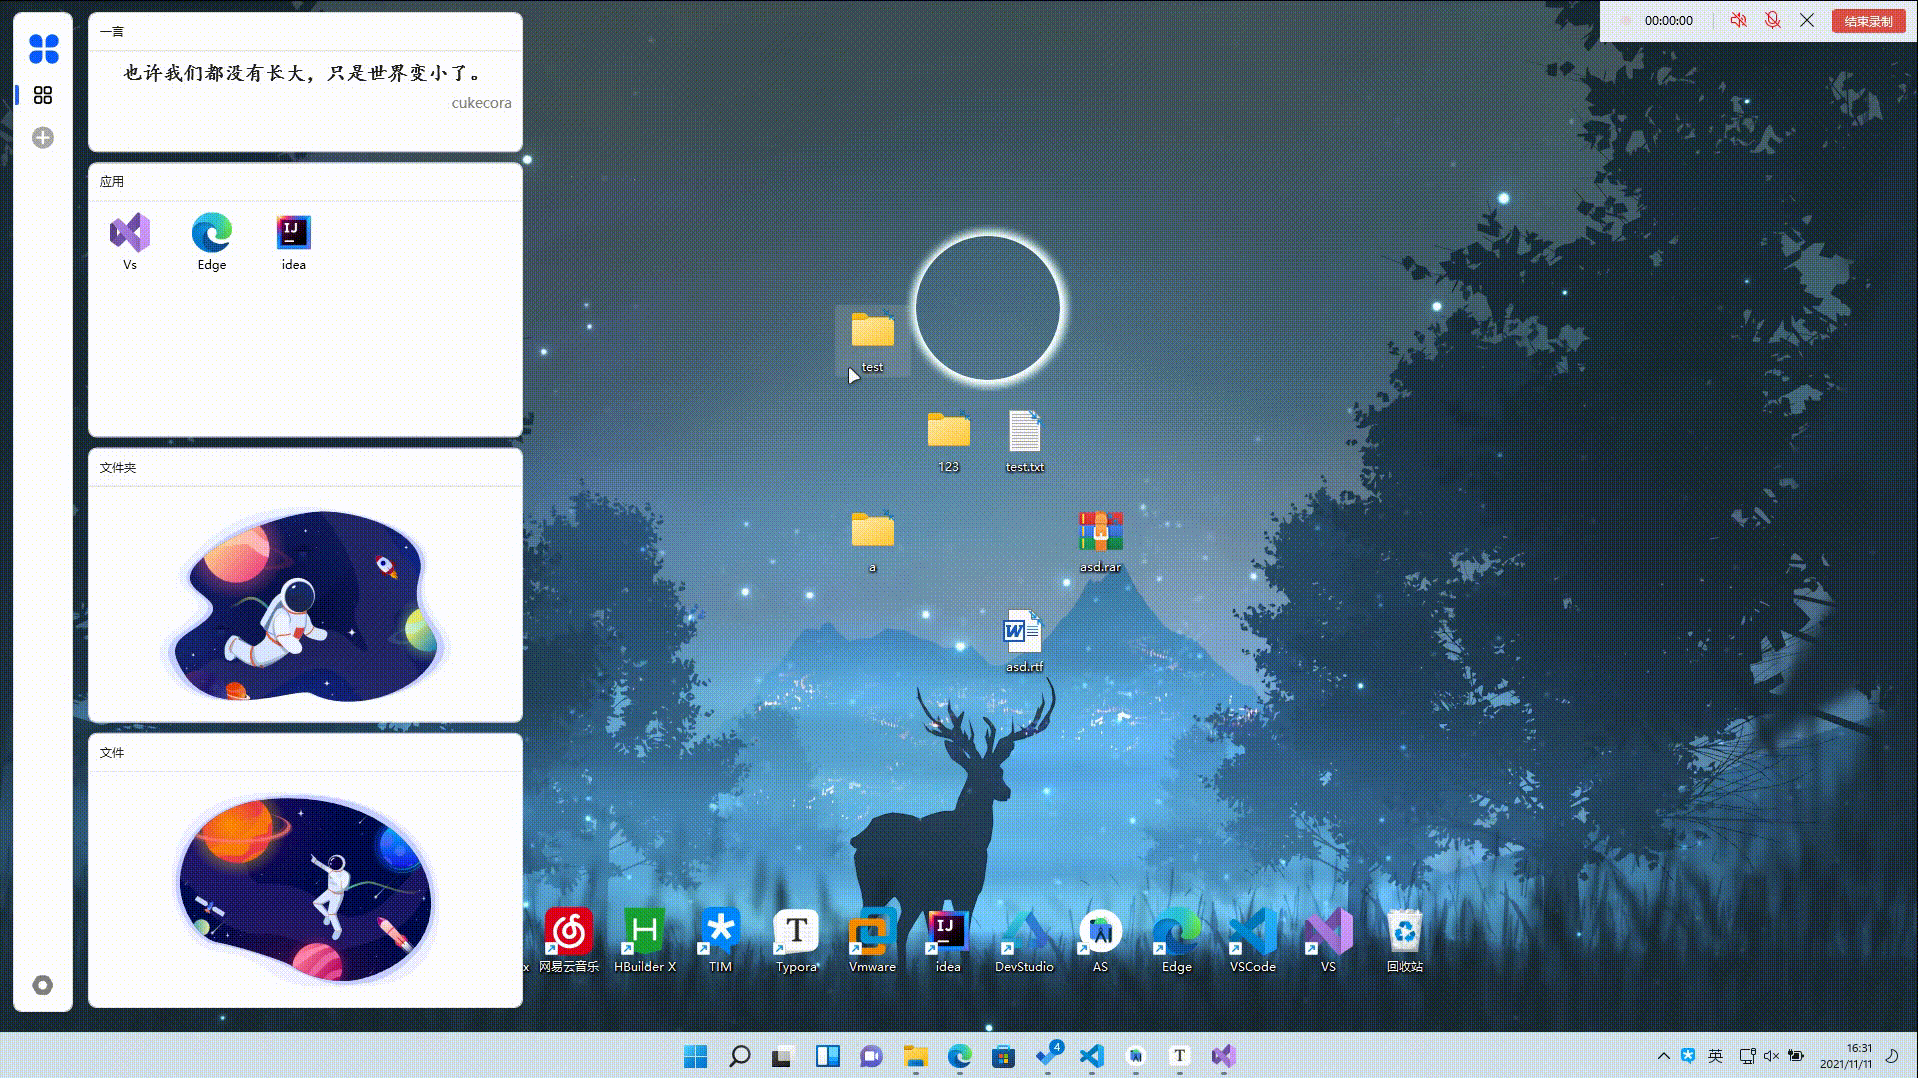 一言
也许我们都没有长大，只是世界变小了。
cukecora
应用
Vs
Edge
IJ
idea
文件夹
文件
00:00:00
结束录制
test
123
test.txt
a
asd.rar
W
asd.rtf
x
网易云音乐
H
HBuilder X
TIM
T
Typora
Vmware
IJ
idea
DevStudio
AS
Edge
VSCode
VS
回收站
4
T
英
16:31
2021/11/11